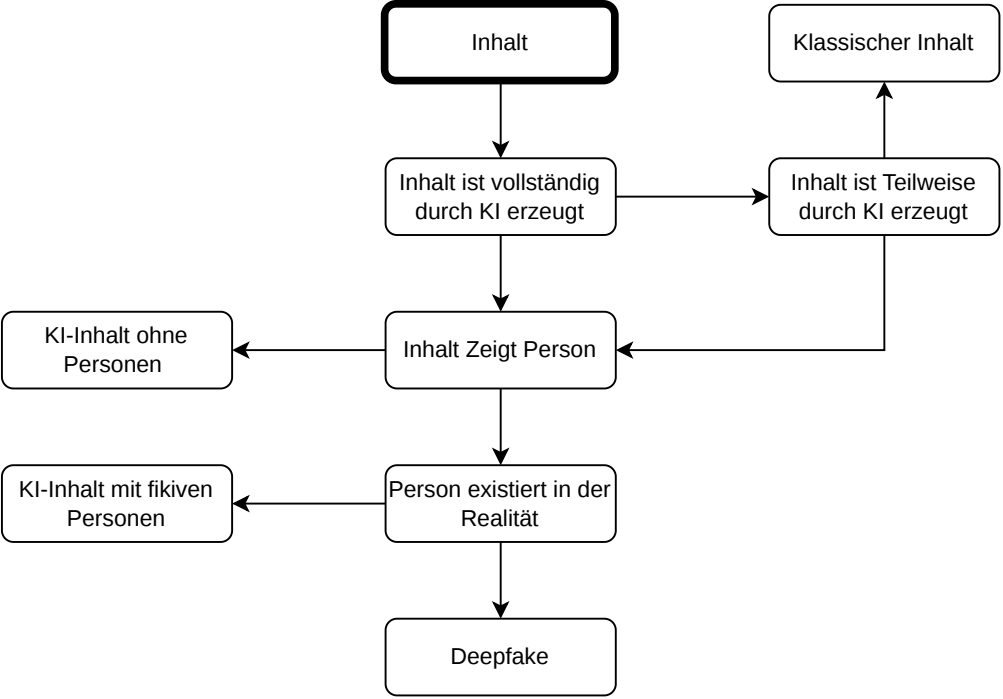 Inhalt
Klassischer Inhalt
Inhalt ist vollständig
durch KI erzeugt
Inhalt ist Teilweise
durch KI erzeugt
KI-Inhalt ohne
Personen
Inhalt Zeigt Person
KI-Inhalt mit fikiven
Personen
Person existiert in der
Realität
Deepfake